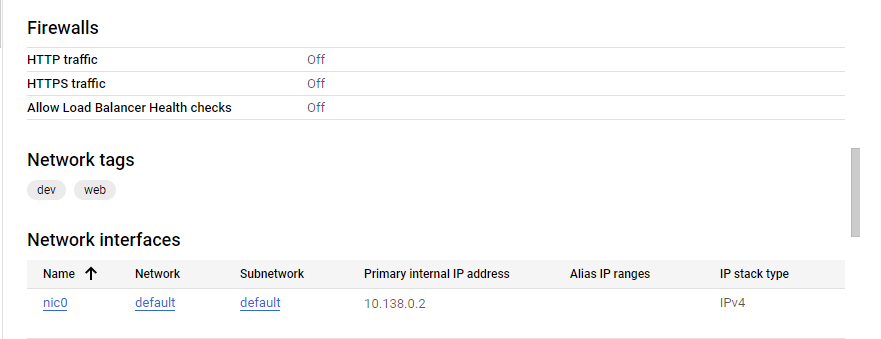 Firewalls
HTTP traffic Off
HTTPS traffic Off
Allow Load Balancer Health checks Off
Network tags
dev web
Network interfaces
Name ↑ Network Subnetwork Primary internal IP address Alias IP ranges IP stack type
nic0 default default 10.138.0.2 IPv4